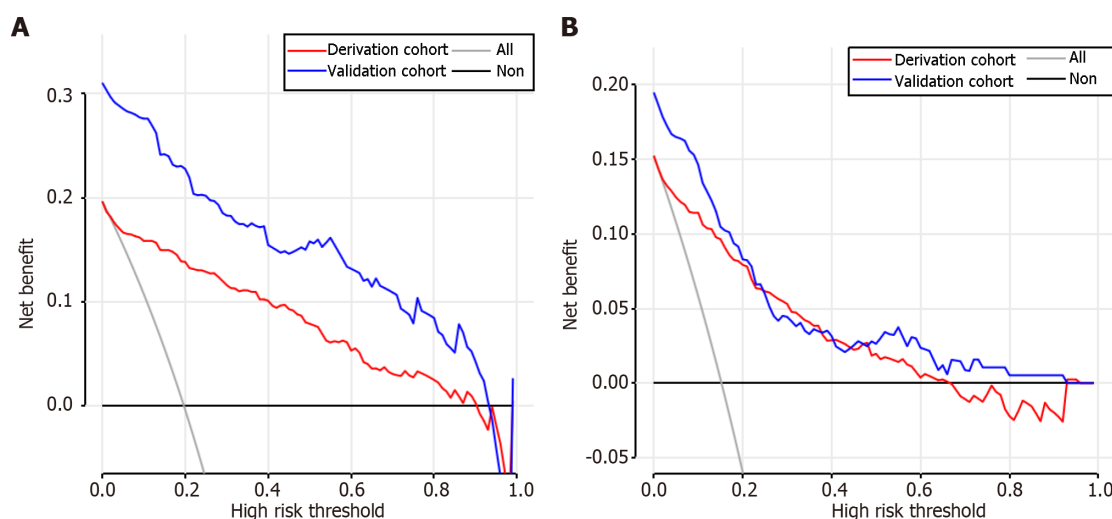 A
Derivation cohort
All
Validation cohort
Non
Net benefit
0.3
0.2
0.1
0.0
0.0 0.2 0.4 0.6 0.8 1.0
High risk threshold
B
Derivation cohort
All
Validation cohort
Non
Net benefit
0.20
0.15
0.10
0.05
0.00
-0.05
0.0 0.2 0.4 0.6 0.8 1.0
High risk threshold